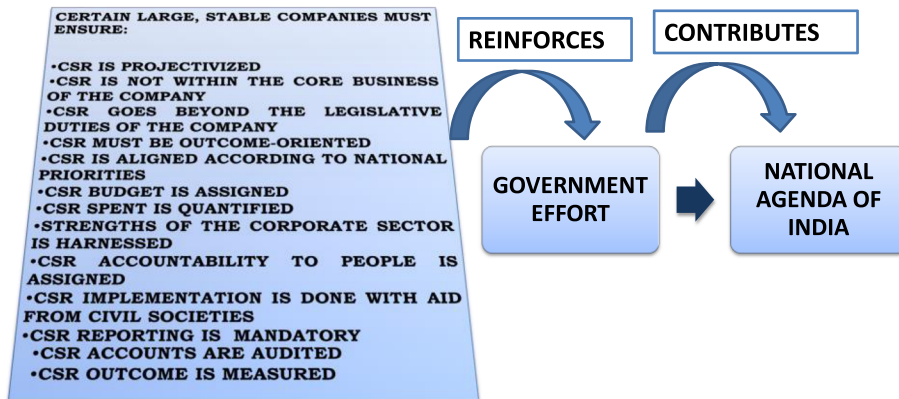 CERTAIN LARGE, STABLE COMPANIES MUST
ENSURE:
•CSR IS PROJECTIVIZED
•CSR IS NOT WITHIN THE CORE BUSINESS
OF THE COMPANY
•CSR GOES BEYOND THE LEGISLATIVE
DUTIES OF THE COMPANY
•CSR MUST BE OUTCOME-ORIENTED
•CSR IS ALIGNED ACCORDING TO NATIONAL
PRIORITIES
•CSR BUDGET IS ASSIGNED
•CSR SPENT IS QUANTIFIED
•STRENGTHS OF THE CORPORATE SECTOR
IS HARNESSED
•CSR ACCOUNTABILITY TO PEOPLE IS
ASSIGNED
•CSR IMPLEMENTATION IS DONE WITH AID
FROM CIVIL SOCIETIES
•CSR REPORTING IS MANDATORY
•CSR ACCOUNTS ARE AUDITED
•CSR OUTCOME IS MEASURED
REINFORCES
CONTRIBUTES
GOVERNMENT
EFFORT
NATIONAL
AGENDA OF
INDIA